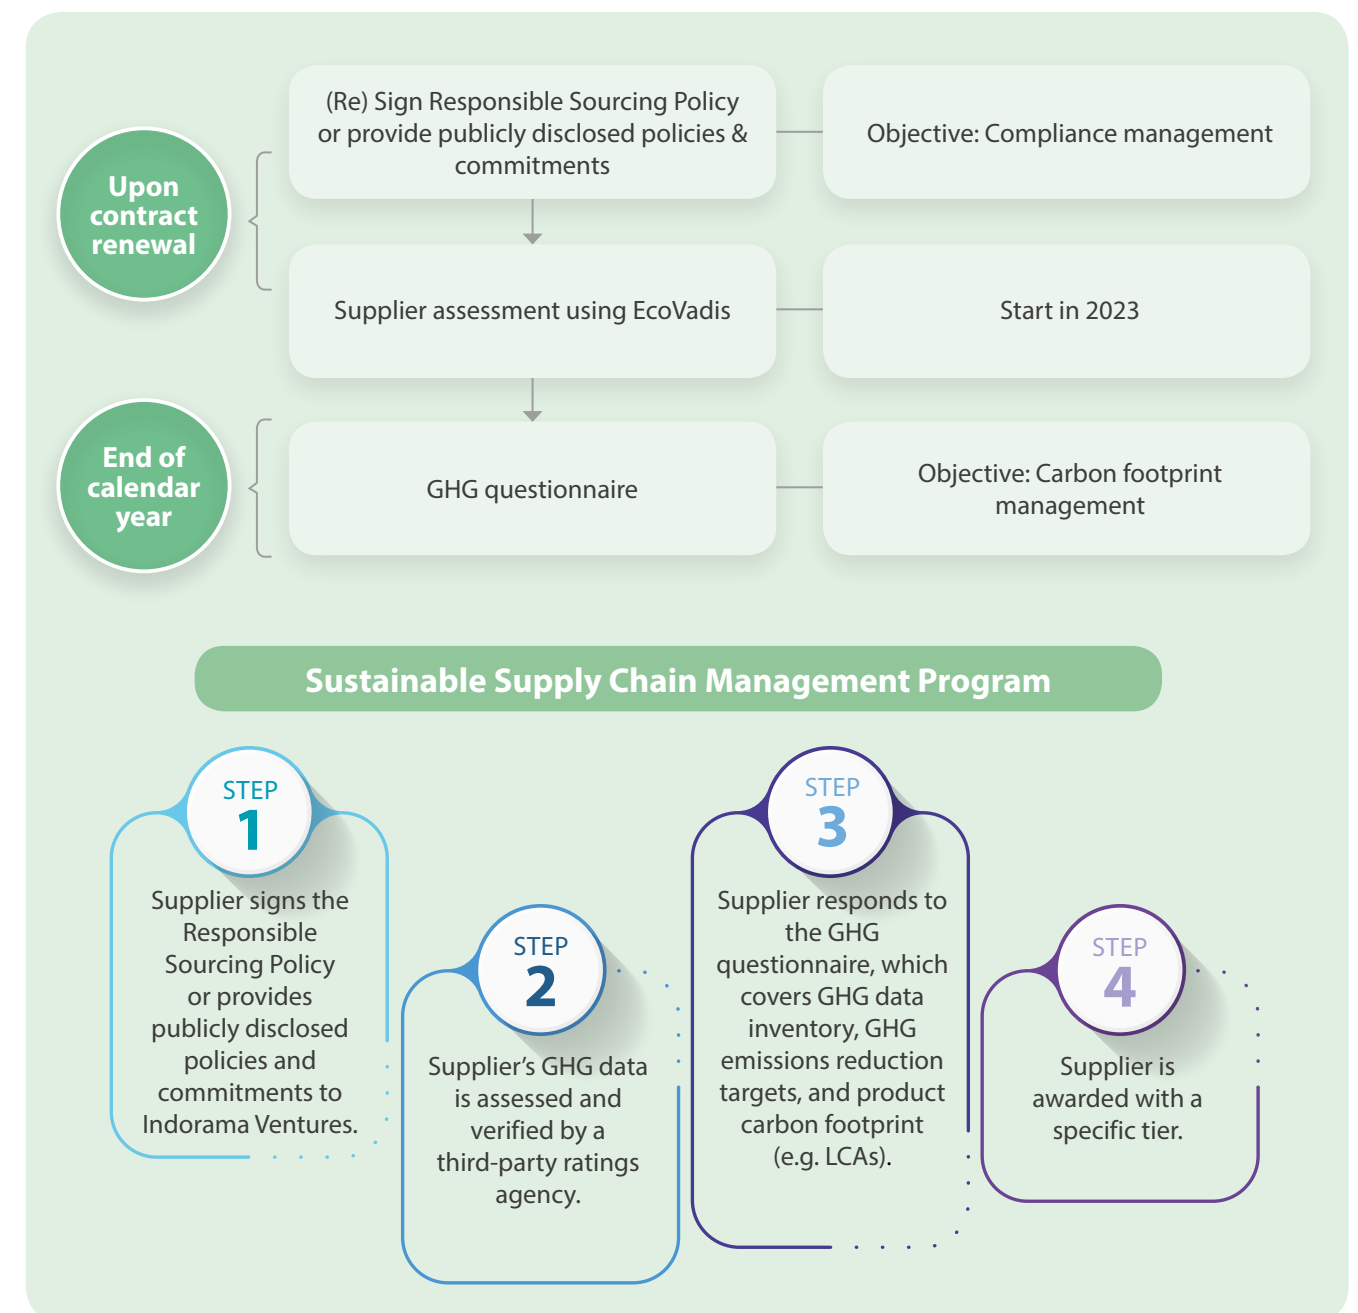 Upon
contract
renewal
(Re) Sign Responsible Sourcing Policy
or provide publicly disclosed policies &
commitments
Objective: Compliance management
Supplier assessment using EcoVadis
Start in 2023
End of
calendar
year
GHG questionnaire
Objective: Carbon footprint
management
Sustainable Supply Chain Management Program
STEP
1
Supplier signs the
Responsible
Sourcing Policy
or provides
publicly disclosed
policies and
commitments to
Indorama Ventures.
STEP
2
Supplier’s GHG data
is assessed and
verified by a
third-party ratings
agency.
STEP
3
Supplier responds to
the GHG
questionnaire, which
covers GHG data
inventory, GHG
emissions reduction
targets, and product
carbon footprint
(e.g. LCAs).
STEP
4
Supplier is
awarded with a
specific tier.